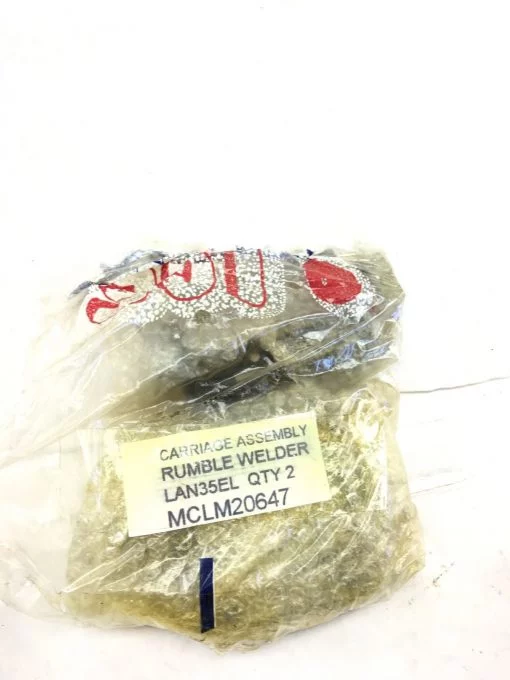 CARRIAGE ASSEMBLY
RUMBLE WELDER
LAN35EL QTY 2
MCLM20647